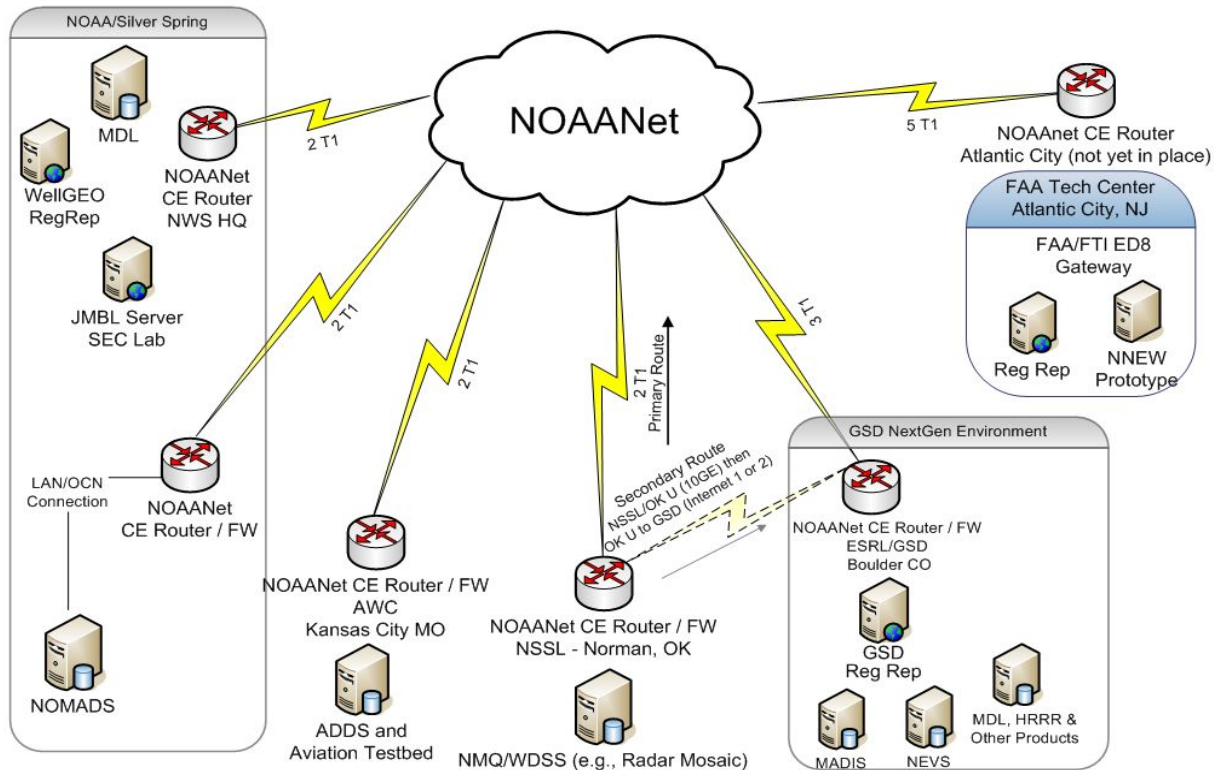 NOAA/Silver Spring
MDL
WellGEO
RegRep
NOAANet
CE Router
NWS HQ
JMBL Server
SEC Lab
LAN/OCN
Connection
NOAANet
CE Router / FW
NOMADS
NOAANet
2 T1
2 T1
2 T1
2 T1
Primary Route
3 T1
5 T1
NOAAnet CE Router
Atlantic City (not yet in place)
FAA Tech Center
Atlantic City, NJ
FAA/FTI ED8
Gateway
Reg Rep
NNEW
Prototype
Secondary Route
NSSL/OK U (10GE) then
OK U to GSD (Internet 1 or 2)
NOAANet CE Router / FW
AWC
Kansas City MO
ADDS and
Aviation Testbed
NOAANet CE Router / FW
NSSL - Norman, OK
NMQ/WDSS (e.g., Radar Mosaic)
GSD NextGen Environment
NOAANet CE Router / FW
ESRL/GSD
Boulder CO
GSD
Reg Rep
MADIS
NEVS
MDL, HRRR &
Other Products